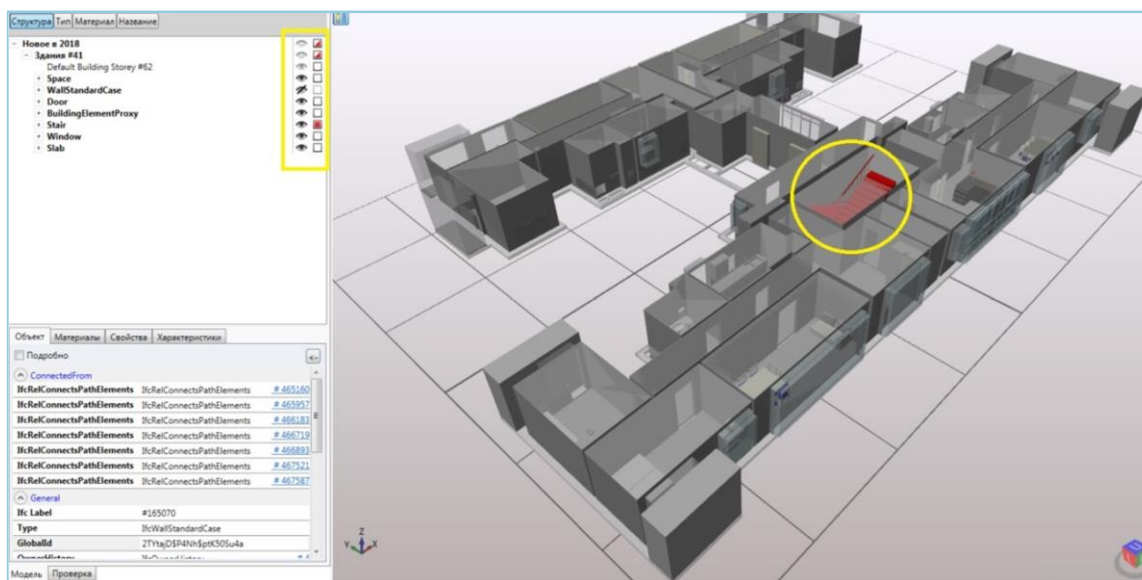 Структура Тип Материал Название
Новое в 2018
Здания #41
Default Building Storey #62
Space
WallStandardCase
Door
BuildingElementProxy
Stair
Window
Slab
Объект Материалы Свойства Характеристики
Подробно <-
ConnectedFrom
IfcRelConnectsPathElements IfcRelConnectsPathElements # 465160
IfcRelConnectsPathElements IfcRelConnectsPathElements # 465957
IfcRelConnectsPathElements IfcRelConnectsPathElements # 466183
IfcRelConnectsPathElements IfcRelConnectsPathElements # 466719
IfcRelConnectsPathElements IfcRelConnectsPathElements # 466893
IfcRelConnectsPathElements IfcRelConnectsPathElements # 467521
IfcRelConnectsPathElements IfcRelConnectsPathElements # 467587
General
Ifc Label #165070
Type IfcWallStandardCase
GlobalId 2TYtajD$P4Nh$ptK50Su4a
OwnerHistory IfcOwnerHistory
Модель Проверка
Z
Y X